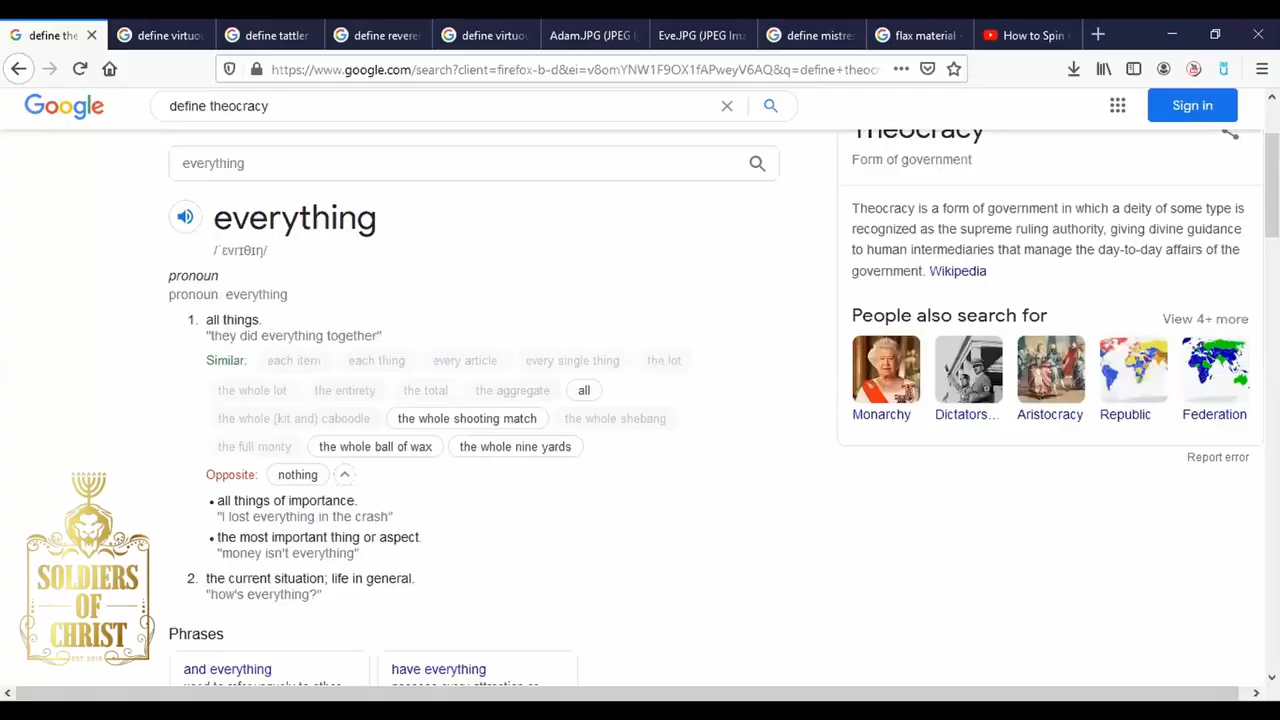 define the
define virtuou
define tattler
define reveren
define virtuou
Adam.JPG (JPEG I
Eve.JPG (JPEG Ima
define mistres
flax material -
How to Spin
https://www.google.com/search?client=firefox-b-d&ei=v8omYNW1F9OX1fAPweyV6AQ&q=define+theocra
Google
define theocracy
Sign in
everything
everything
/ˈɛvrɪθɪŋ/
pronoun
pronoun everything
1. all things.
"they did everything together"
Similar: each item each thing every article every single thing the lot
the whole lot the entirety the total the aggregate all
the whole (kit and) caboodle the whole shooting match the whole shebang
the full monty the whole ball of wax the whole nine yards
Opposite: nothing
• all things of importance.
"I lost everything in the crash"
• the most important thing or aspect.
"money isn't everything"
2. the current situation; life in general.
"how's everything?"
Phrases
and everything
have everything
Theocracy
Form of government
Theocracy is a form of government in which a deity of some type is
recognized as the supreme ruling authority, giving divine guidance
to human intermediaries that manage the day-to-day affairs of the
government. Wikipedia
People also search for
View 4+ more
Monarchy
Dictators...
Aristocracy
Republic
Federation
Report error
SOLDIERS
OF
CHRIST